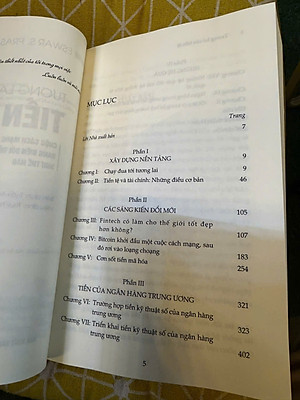 MỤC LỤC
Trang
Lời Nhà xuất bản 7
Phần I
XÂY DỰNG NỀN TẢNG 9
Chương I Chạy đua tới tương lai 9
Chương II: Tiền tệ và tài chính: Những điều cơ bản 46
Phần II
CÁC SÁNG KIẾN ĐỔI MỚI 105
Chương III: Fintech có làm cho thế giới tốt đẹp
hơn không? 107
Chương IV: Bitcoin khởi đầu một cuộc cách mạng, sau
đó rơi vào loạng choạng 183
Chương V: Cơn sốt tiền mã hóa 254
Phần III
TIỀN CỦA NGÂN HÀNG TRUNG ƯƠNG 321
Chương VI: Trường hợp tiền kỹ thuật số của ngân hàng
trung ương 323
Chương VII: Triển khai tiền kỹ thuật số của ngân hàng
trung ương 402
5